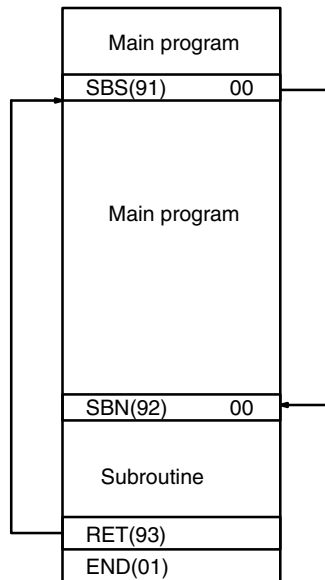 Main program
SBS(91) 00
Main program
SBN(92) 00
Subroutine
RET(93)
END(01)